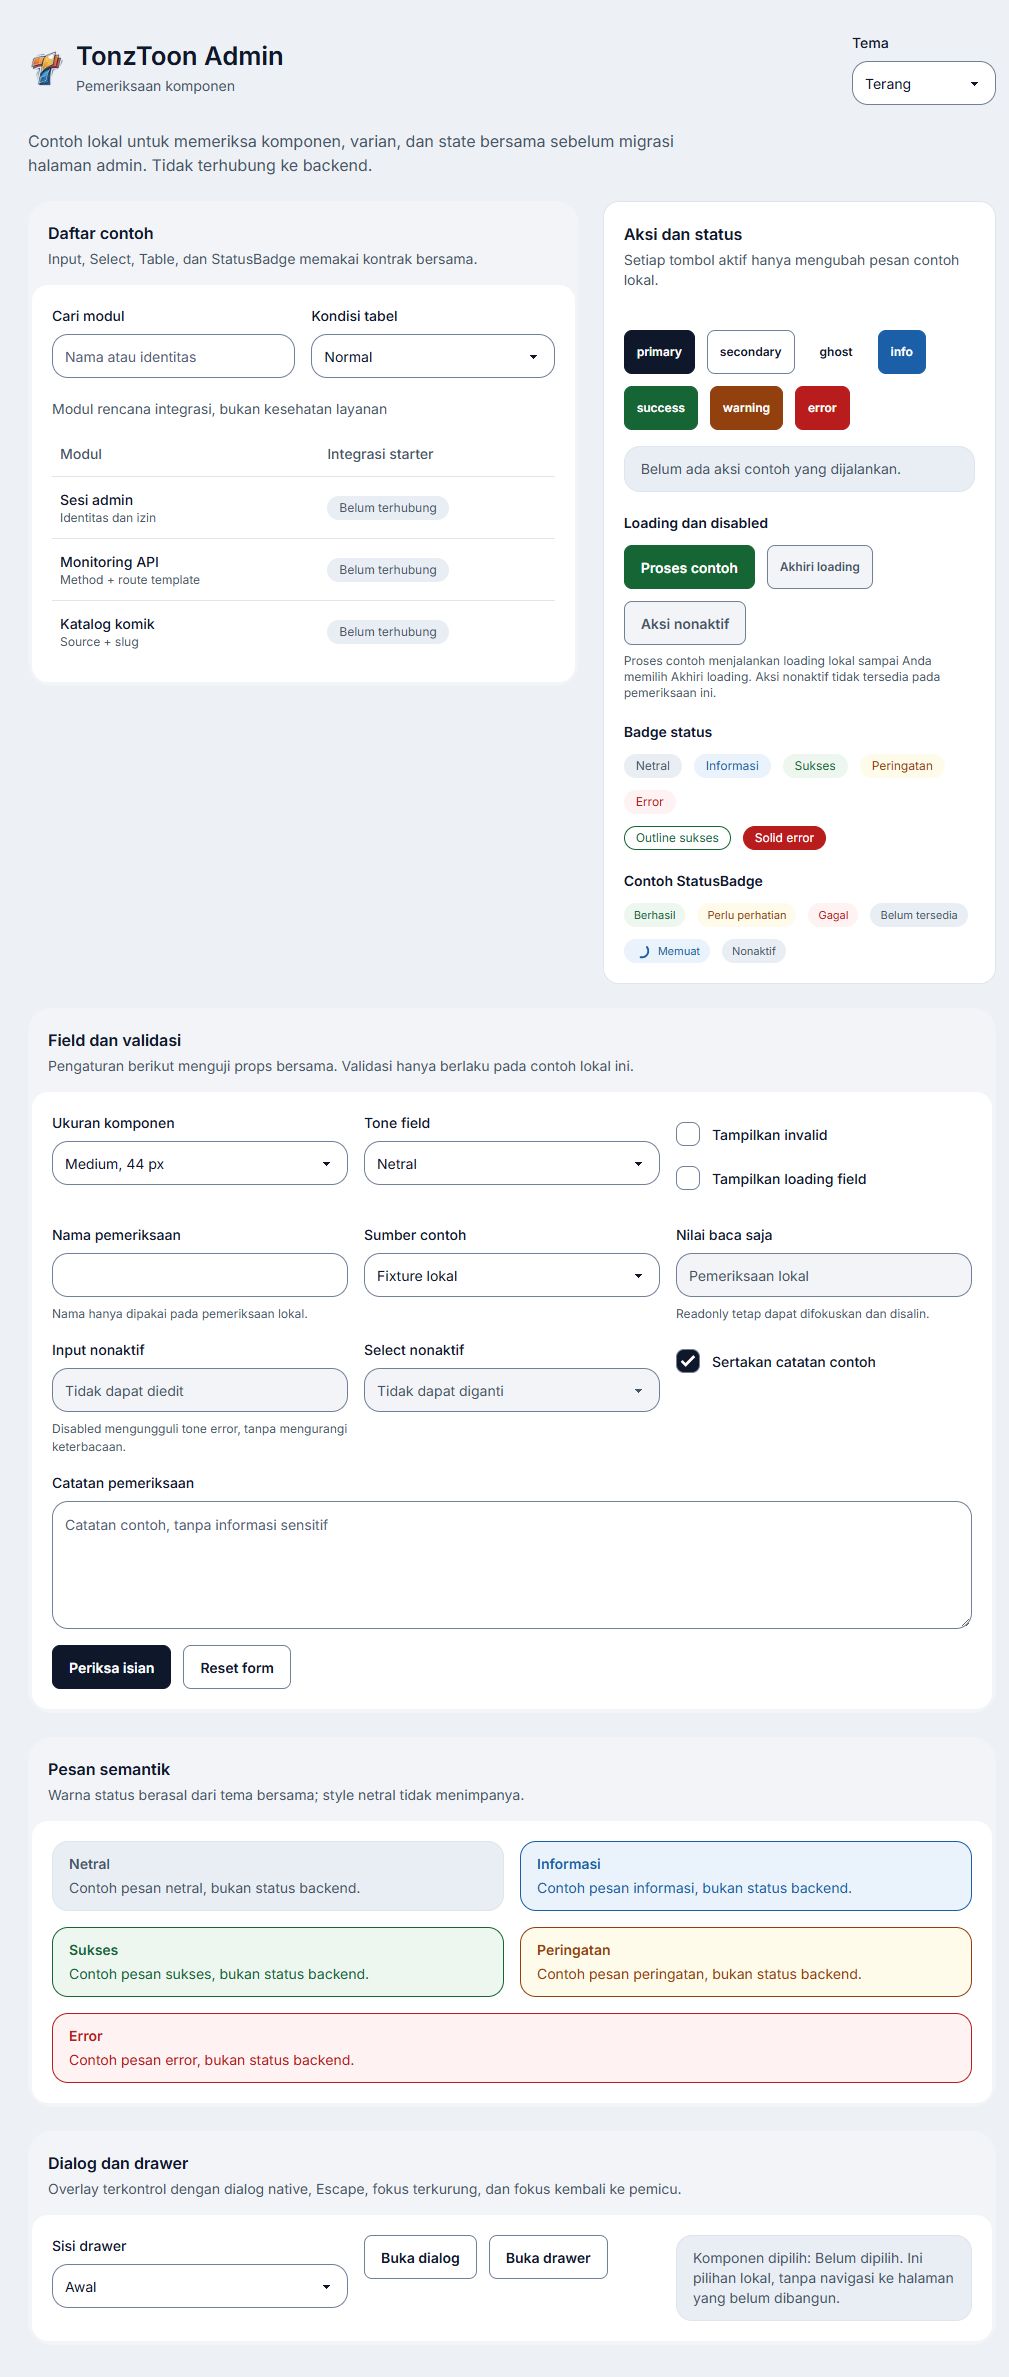 TonzToon Admin
Pemeriksaan komponen
Tema
Terang
Contoh lokal untuk memeriksa komponen, varian, dan state bersama sebelum migrasi
halaman admin. Tidak terhubung ke backend.
Daftar contoh
Input, Select, Table, dan StatusBadge memakai kontrak bersama.
Cari modul
Kondisi tabel
Nama atau identitas
Normal
Modul rencana integrasi, bukan kesehatan layanan
Modul
Integrasi starter
Sesi admin
Identitas dan izin
Belum terhubung
Monitoring API
Method + route template
Belum terhubung
Katalog komik
Source + slug
Belum terhubung
Aksi dan status
Setiap tombol aktif hanya mengubah pesan contoh
lokal.
primary
secondary
ghost
info
success
warning
error
Belum ada aksi contoh yang dijalankan.
Loading dan disabled
Proses contoh
Akhiri loading
Aksi nonaktif
Proses contoh menjalankan loading lokal sampai Anda
memilih Akhiri loading. Aksi nonaktif tidak tersedia pada
pemeriksaan ini.
Badge status
Netral
Informasi
Sukses
Peringatan
Error
Outline sukses
Solid error
Contoh StatusBadge
Berhasil
Perlu perhatian
Gagal
Belum tersedia
Memuat
Nonaktif
Field dan validasi
Pengaturan berikut menguji props bersama. Validasi hanya berlaku pada contoh lokal ini.
Ukuran komponen
Tone field
Medium, 44 px
Netral
Tampilkan invalid
Tampilkan loading field
Nama pemeriksaan
Sumber contoh
Nilai baca saja
Fixture lokal
Pemeriksaan lokal
Nama hanya dipakai pada pemeriksaan lokal.
Readonly tetap dapat difokuskan dan disalin.
Input nonaktif
Select nonaktif
Sertakan catatan contoh
Tidak dapat diedit
Tidak dapat diganti
Disabled mengungguli tone error, tanpa mengurangi
keterbacaan.
Catatan pemeriksaan
Catatan contoh, tanpa informasi sensitif
Periksa isian
Reset form
Pesan semantik
Warna status berasal dari tema bersama; style netral tidak menimpanya.
Netral
Contoh pesan netral, bukan status backend.
Informasi
Contoh pesan informasi, bukan status backend.
Sukses
Contoh pesan sukses, bukan status backend.
Peringatan
Contoh pesan peringatan, bukan status backend.
Error
Contoh pesan error, bukan status backend.
Dialog dan drawer
Overlay terkontrol dengan dialog native, Escape, fokus terkurung, dan fokus kembali ke pemicu.
Sisi drawer
Awal
Buka dialog
Buka drawer
Komponen dipilih: Belum dipilih. Ini
pilihan lokal, tanpa navigasi ke halaman
yang belum dibangun.